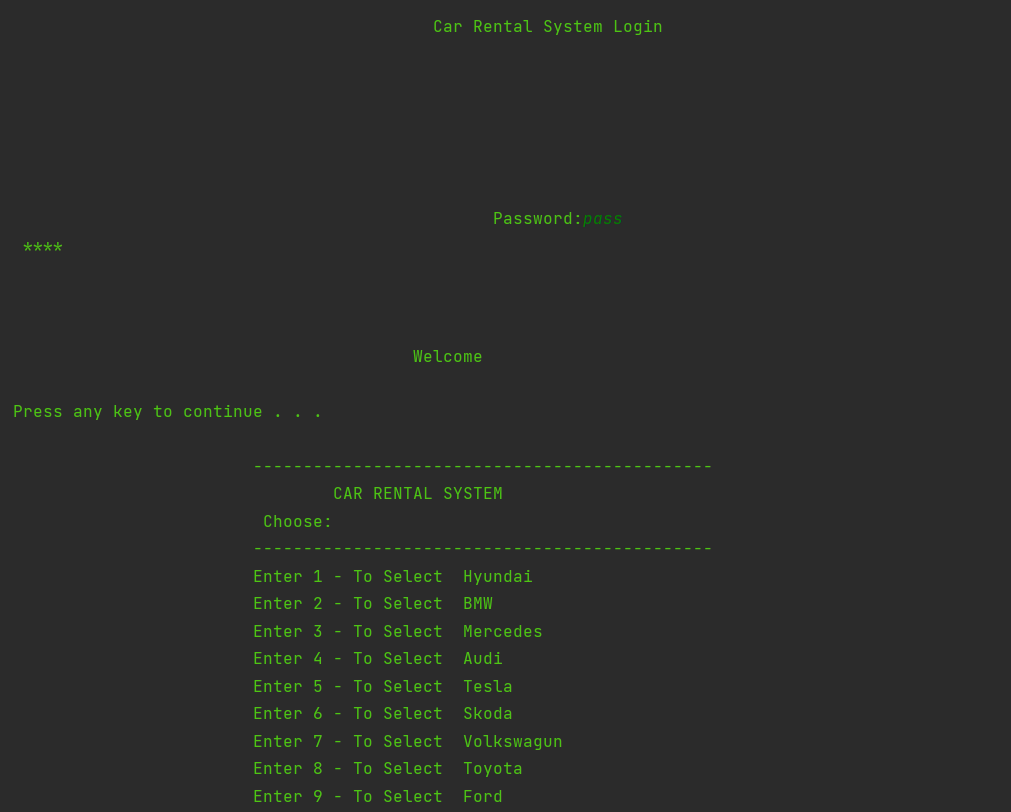 Car Rental System Login
Password:pass
****
Welcome
Press any key to continue . . .
----------------------------------------------
CAR RENTAL SYSTEM
Choose:
----------------------------------------------
Enter 1 - To Select  Hyundai
Enter 2 - To Select  BMW
Enter 3 - To Select  Mercedes
Enter 4 - To Select  Audi
Enter 5 - To Select  Tesla
Enter 6 - To Select  Skoda
Enter 7 - To Select  Volkswagun
Enter 8 - To Select  Toyota
Enter 9 - To Select  Ford